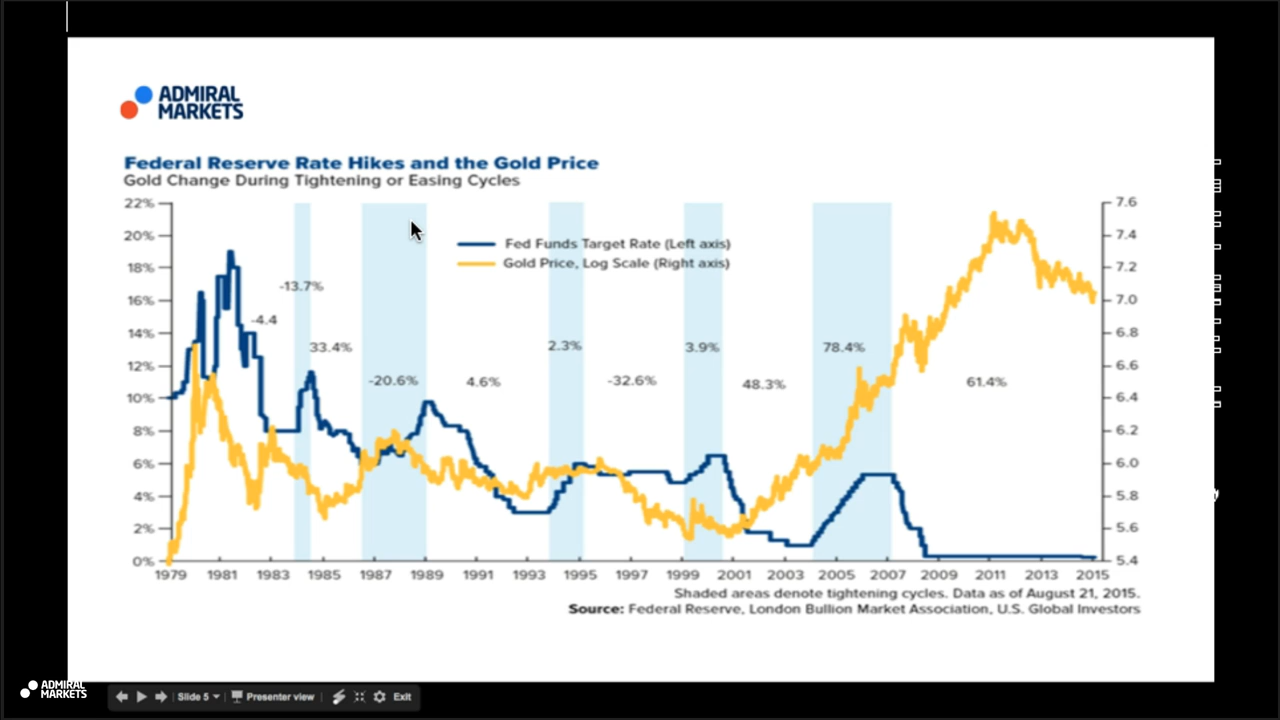 ADMIRAL
MARKETS
Federal Reserve Rate Hikes and the Gold Price
Gold Change During Tightening or Easing Cycles
22%
20%
18%
16%
14%
12%
10%
8%
6%
4%
2%
0%
7.6
7.4
7.2
7.0
6.8
6.6
6.4
6.2
6.0
5.8
5.6
5.4
Fed Funds Target Rate (Left axis)
Gold Price, Log Scale (Right axis)
-13.7%
-4.4
33.4%
2.3%
3.9%
78.4%
-20.6%
4.6%
-32.6%
48.3%
61.4%
1979 1981 1983 1985 1987 1989 1991 1993 1995 1997 1999 2001 2003 2005 2007 2009 2011 2013 2015
Shaded areas denote tightening cycles. Data as of August 21, 2015.
Source: Federal Reserve, London Bullion Market Association, U.S. Global Investors
ADMIRAL
MARKETS
Slide 5 Presenter view Exit